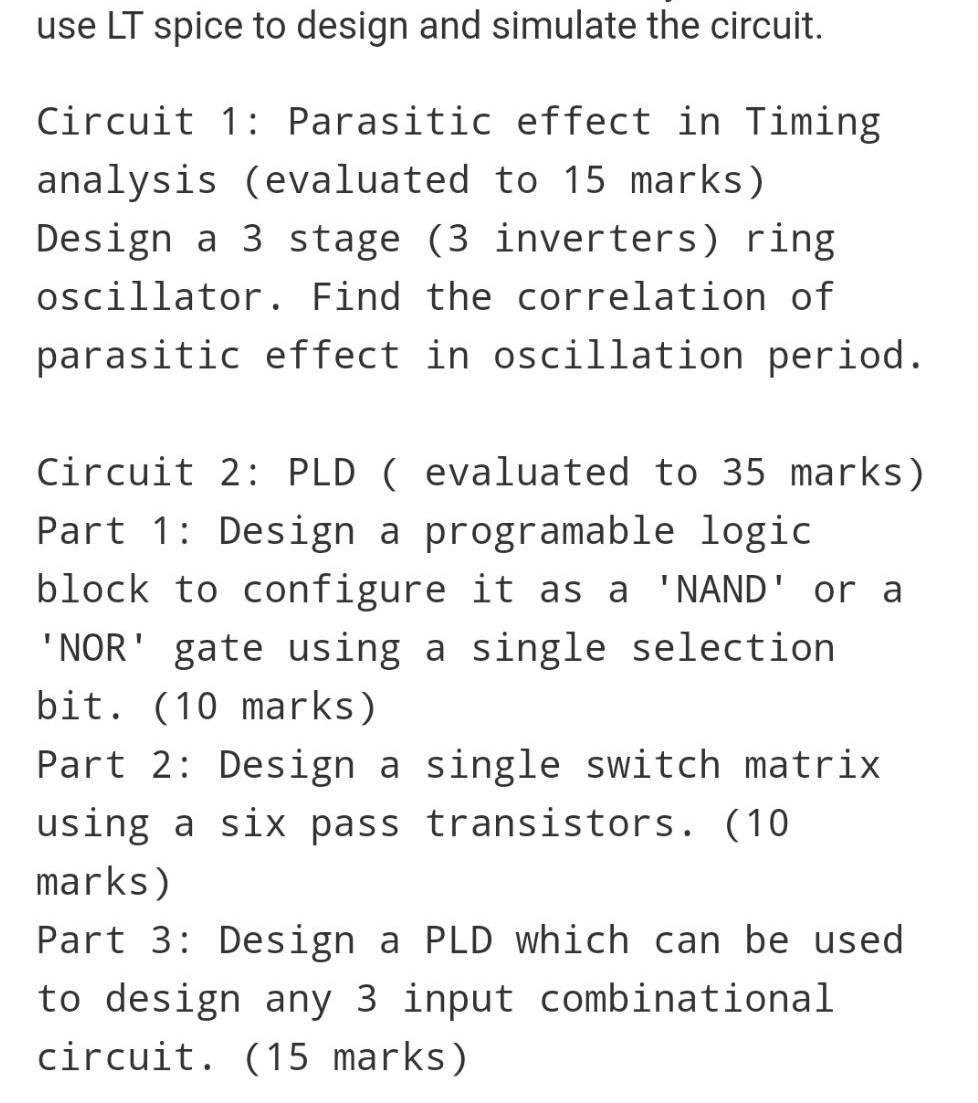 use LT spice to design and simulate the circuit.
Circuit 1: Parasitic effect in Timing
analysis (evaluated to 15 marks)
Design a 3 stage (3 inverters) ring
oscillator. Find the correlation of
parasitic effect in oscillation period.
Circuit 2: PLD ( evaluated to 35 marks)
Part 1: Design a programable logic
block to configure it as a 'NAND' or a
'NOR' gate using a single selection
bit. (10 marks)
Part 2: Design a single switch matrix
using a six pass transistors. (10
marks)
Part 3: Design a PLD which can be used
to design any 3 input combinational
circuit. (15 marks)